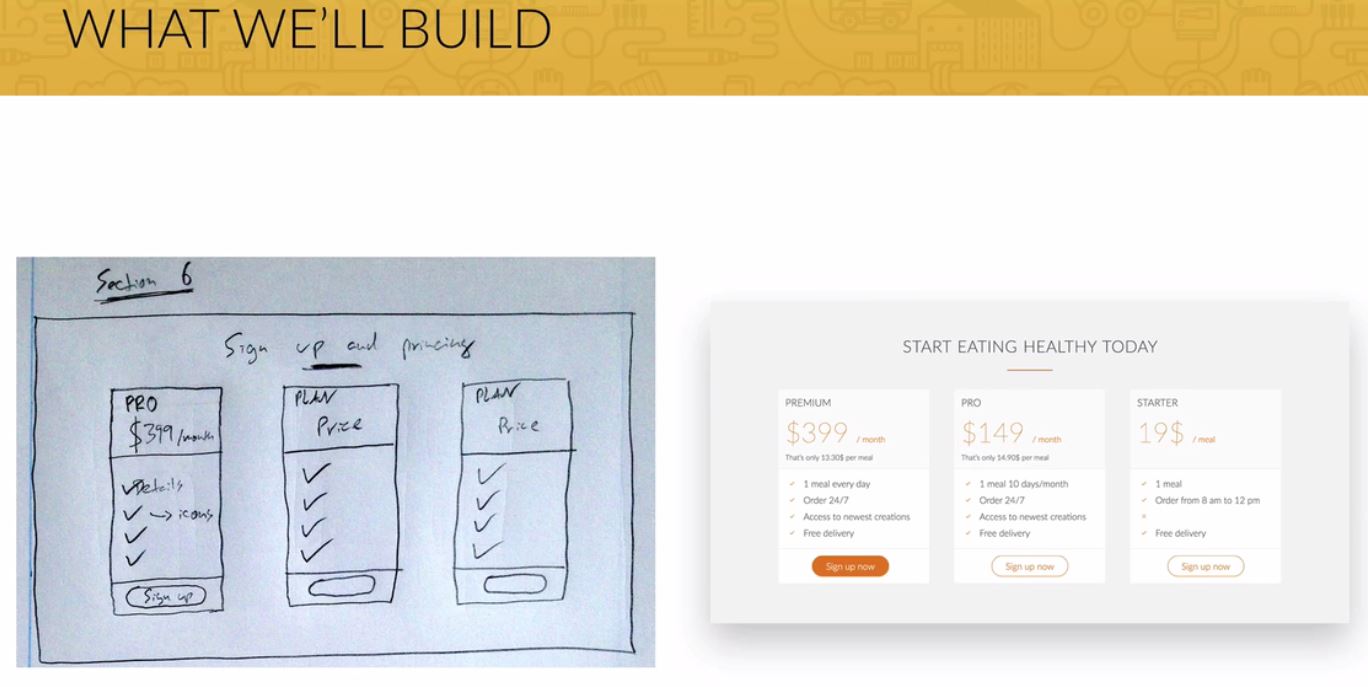 WHAT WE'LL BUILD
Section 6
Sign up and princing
PRO
$399/month
Details
→ icons
Sign up
PLAN
Price
PLAN
Price
START EATING HEALTHY TODAY
PREMIUM
$399 / month
That's only 13.30$ per meal
1 meal every day
Order 24/7
Access to newest creations
Free delivery
Sign up now
PRO
$149 / month
That's only 14.90$ per meal
1 meal 10 days/month
Order 24/7
Access to newest creations
Free delivery
Sign up now
STARTER
19$ / meal
1 meal
Order from 8 am to 12 pm
Free delivery
Sign up now